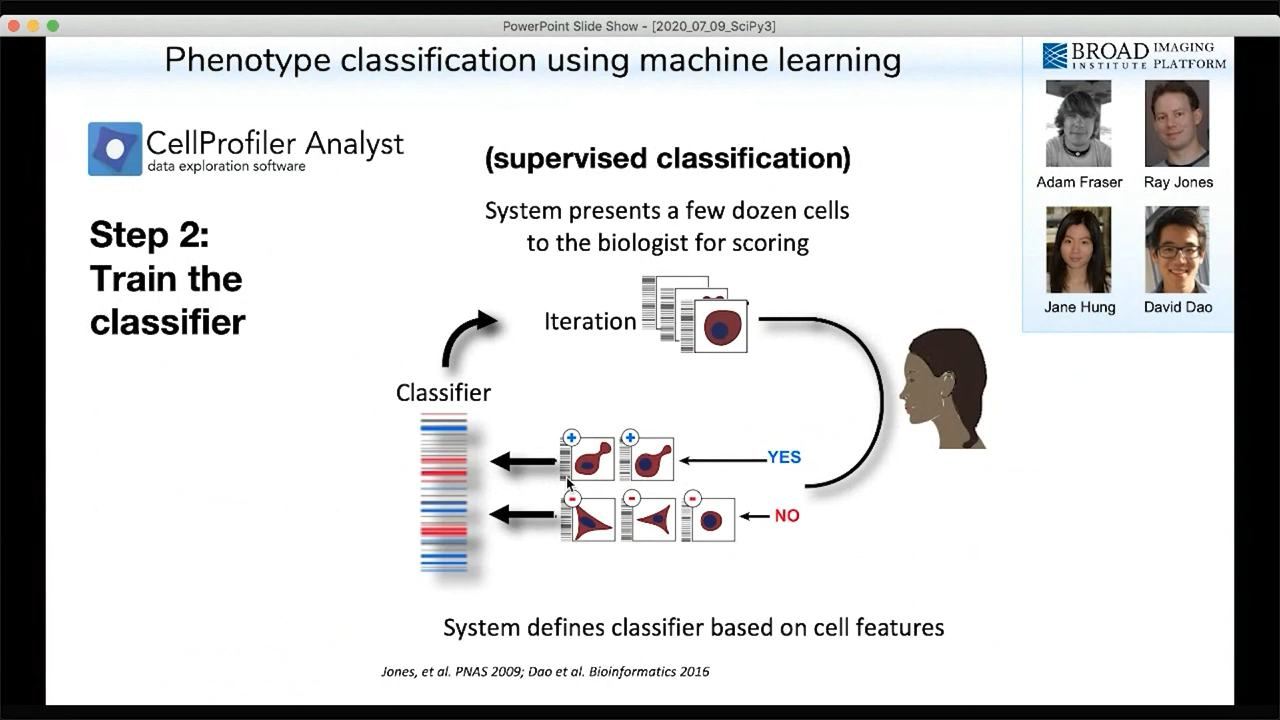 PowerPoint Slide Show - [2020_07_09_SciPy3]
Phenotype classification using machine learning
BROAD INSTITUTE
IMAGING PLATFORM
Adam Fraser
Ray Jones
Jane Hung
David Dao
CellProfiler Analyst
data exploration software
Step 2:
Train the
classifier
(supervised classification)
System presents a few dozen cells
to the biologist for scoring
Iteration
Classifier
+ + YES
- - - NO
System defines classifier based on cell features
Jones, et al. PNAS 2009; Dao et al. Bioinformatics 2016